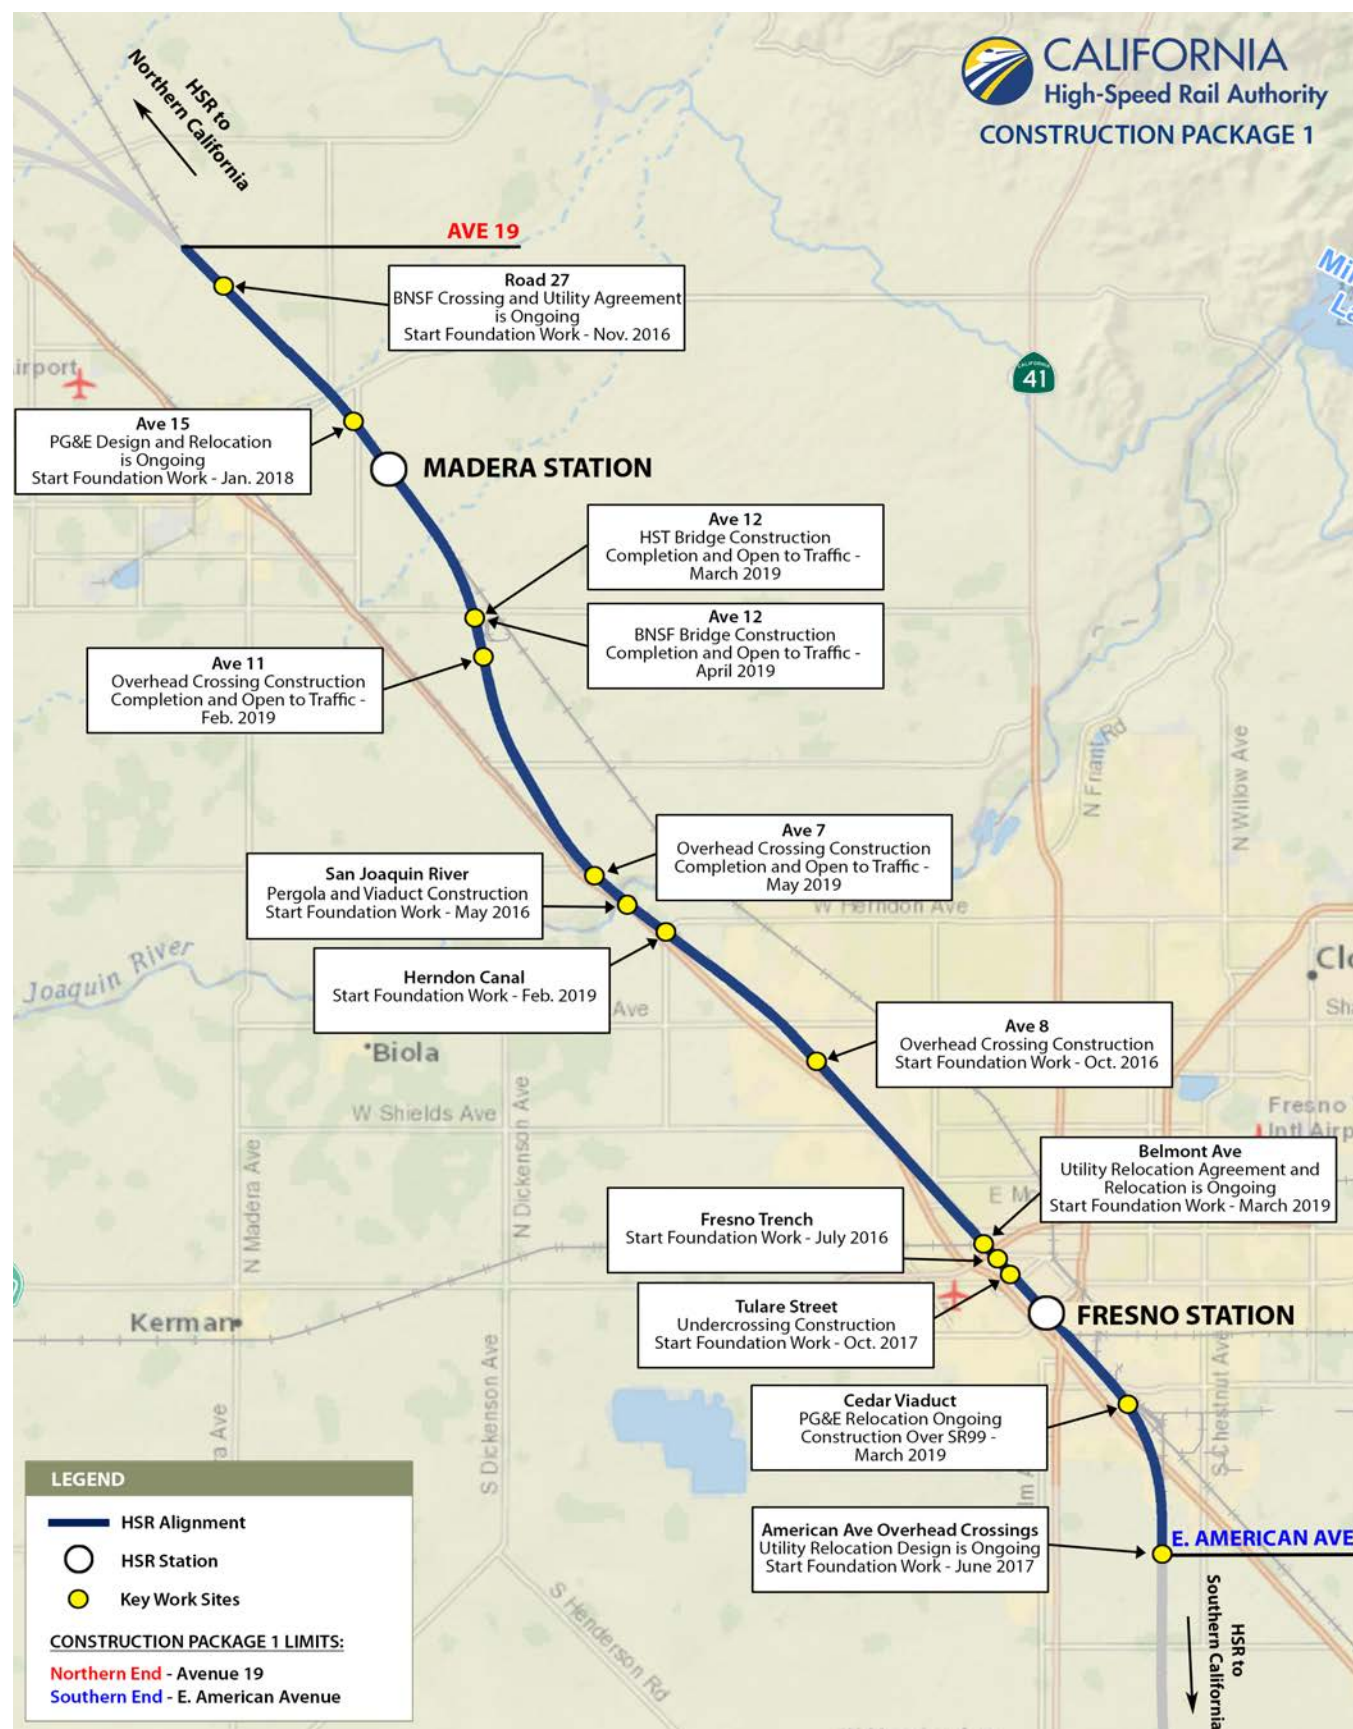 CALIFORNIA
High-Speed Rail Authority
CONSTRUCTION PACKAGE 1
HSR to
Northern California
AVE 19
Road 27
BNSF Crossing and Utility Agreement
is Ongoing
Start Foundation Work - Nov. 2016
CALIFORNIA
41
Ave 15
PG&E Design and Relocation
is Ongoing
Start Foundation Work - Jan. 2018
MADERA STATION
Ave 12
HST Bridge Construction
Completion and Open to Traffic -
March 2019
Ave 12
BNSF Bridge Construction
Completion and Open to Traffic -
April 2019
Ave 11
Overhead Crossing Construction
Completion and Open to Traffic -
Feb. 2019
N Friant Rd
N Willow Ave
Ave 7
Overhead Crossing Construction
Completion and Open to Traffic -
May 2019
San Joaquin River
Pergola and Viaduct Construction
Start Foundation Work - May 2016
W Herndon Ave
Joaquin River
Herndon Canal
Start Foundation Work - Feb. 2019
Ave
Biola
Ave 8
Overhead Crossing Construction
Start Foundation Work - Oct. 2016
W Shields Ave
N Madera Ave
N Dickenson Ave
Fresno
Intl Airp
Belmont Ave
Utility Relocation Agreement and
Relocation is Ongoing
Start Foundation Work - March 2019
Fresno Trench
Start Foundation Work - July 2016
Tulare Street
Undercrossing Construction
Start Foundation Work - Oct. 2017
Kerman
FRESNO STATION
S Dickenson Ave
S Chestnut Ave
Cedar Viaduct
PG&E Relocation Ongoing
Construction Over SR99 -
March 2019
American Ave Overhead Crossings
Utility Relocation Design is Ongoing
Start Foundation Work - June 2017
E. AMERICAN AVE
S Henderson Rd
HSR to
Southern California
LEGEND
HSR Alignment
HSR Station
Key Work Sites
CONSTRUCTION PACKAGE 1 LIMITS:
Northern End - Avenue 19
Southern End - E. American Avenue